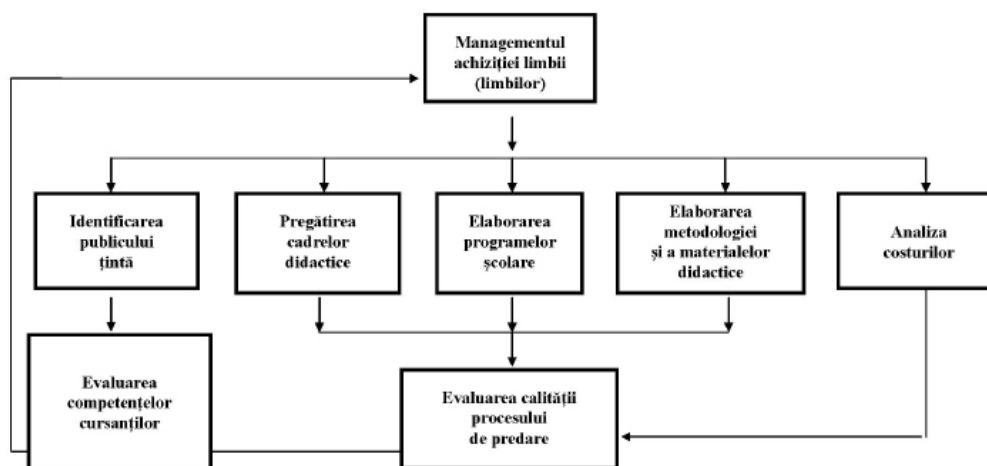 Managementul
achiziției limbii
(limbilor)
Identificarea
publicului
țintă
Pregătirea
cadrelor
didactice
Elaborarea
programelor
școlare
Elaborarea
metodologiei
și a materialelor
didactice
Analiza
costurilor
Evaluarea
competențelor
cursanților
Evaluarea calității
procesului
de predare